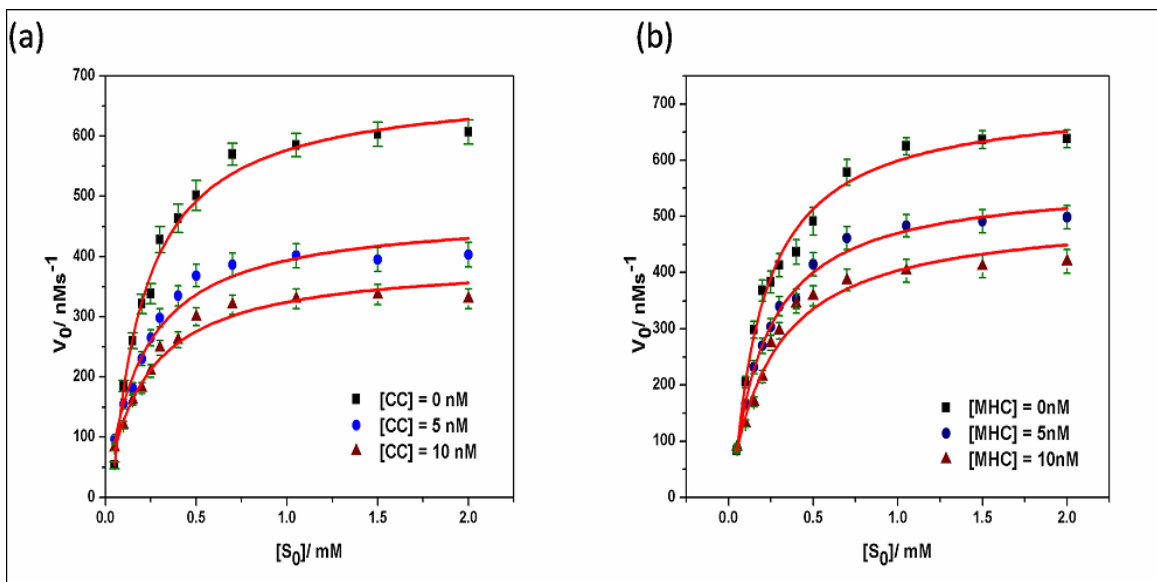 (a)
V₀/ nMs⁻¹
700
600
500
400
300
200
100
0
0.0 0.5 1.0 1.5 2.0
[S₀]/ mM
[CC] = 0 nM
[CC] = 5 nM
[CC] = 10 nM
(b)
V₀/ nMs⁻¹
700
600
500
400
300
200
100
0
0.0 0.5 1.0 1.5 2.0
[S₀]/ mM
[MHC] = 0nM
[MHC] = 5nM
[MHC] = 10nM